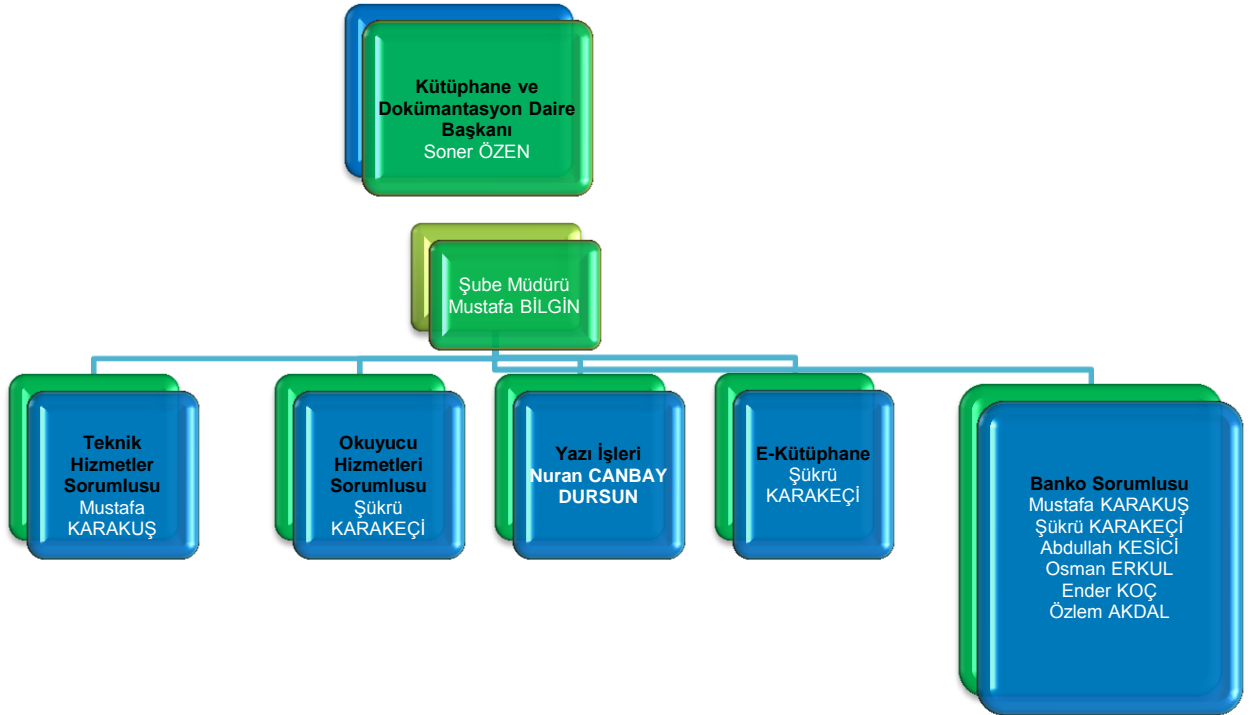 Kütüphane ve
Dokümantasyon Daire
Başkanı
Soner ÖZEN
Şube Müdürü
Mustafa BİLGİN
Teknik
Hizmetler
Sorumlusu
Mustafa
KARAKUŞ
Okuyucu
Hizmetleri
Sorumlusu
Şükrü
KARAKEÇİ
Yazı İşleri
Nuran CANBAY
DURSUN
E-Kütüphane
Şükrü
KARAKEÇİ
Banko Sorumlusu
Mustafa KARAKUŞ
Şükrü KARAKEÇİ
Abdullah KESİCİ
Osman ERKUL
Ender KOÇ
Özlem AKDAL